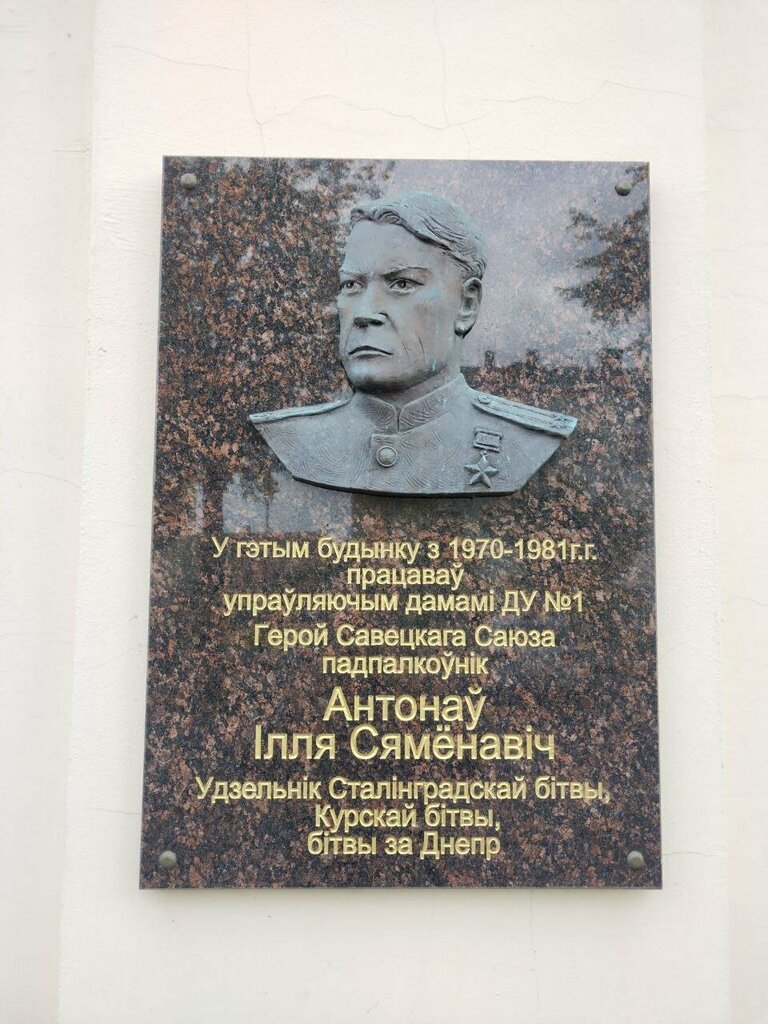 У гэтым будынку з 1970-1981г.г.
працаваў
упраўляючым дамамі ДУ №1
Герой Савецкага Саюза
падпалкоўнік
Антонаў
Ілля Сямёнавіч
Удзельнік Сталінградскай бітвы,
Курскай бітвы,
бітвы за Днепр